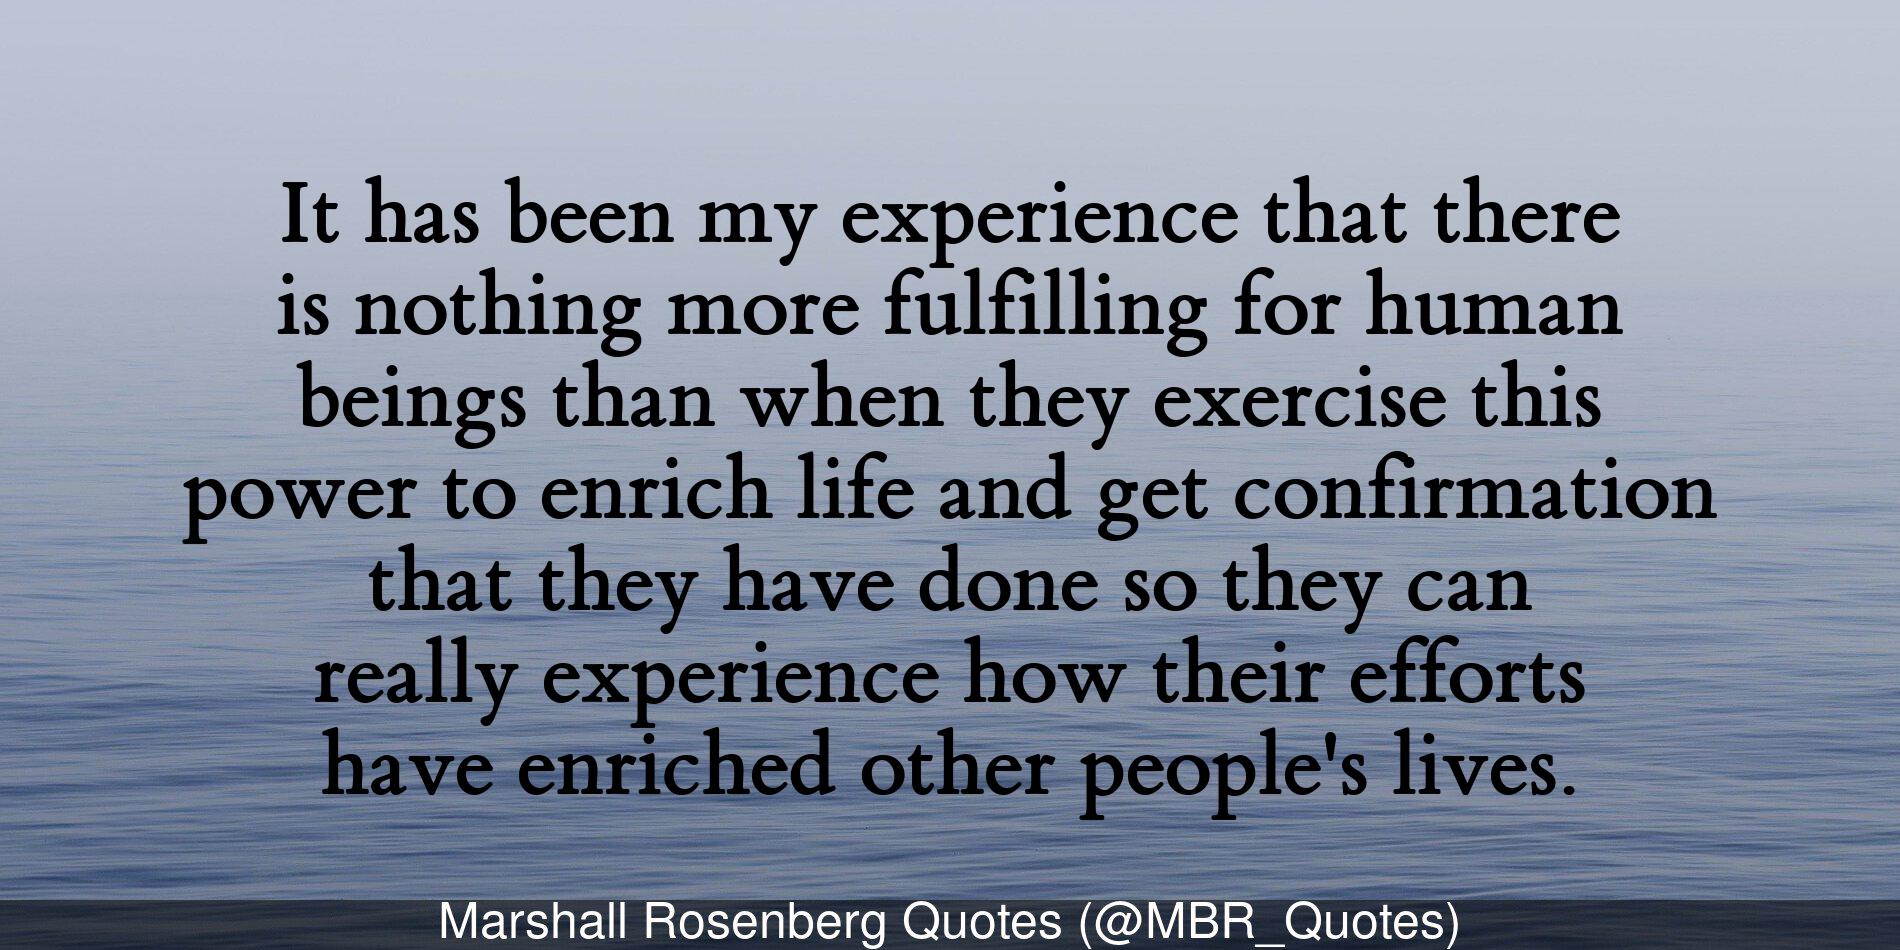 It has been my experience that there
is nothing more fulfilling for human
beings than when they exercise this
power to enrich life and get confirmation
that they have done so they can
really experience how their efforts
have enriched other people's lives.
Marshall Rosenberg Quotes (@MBR_Quotes)